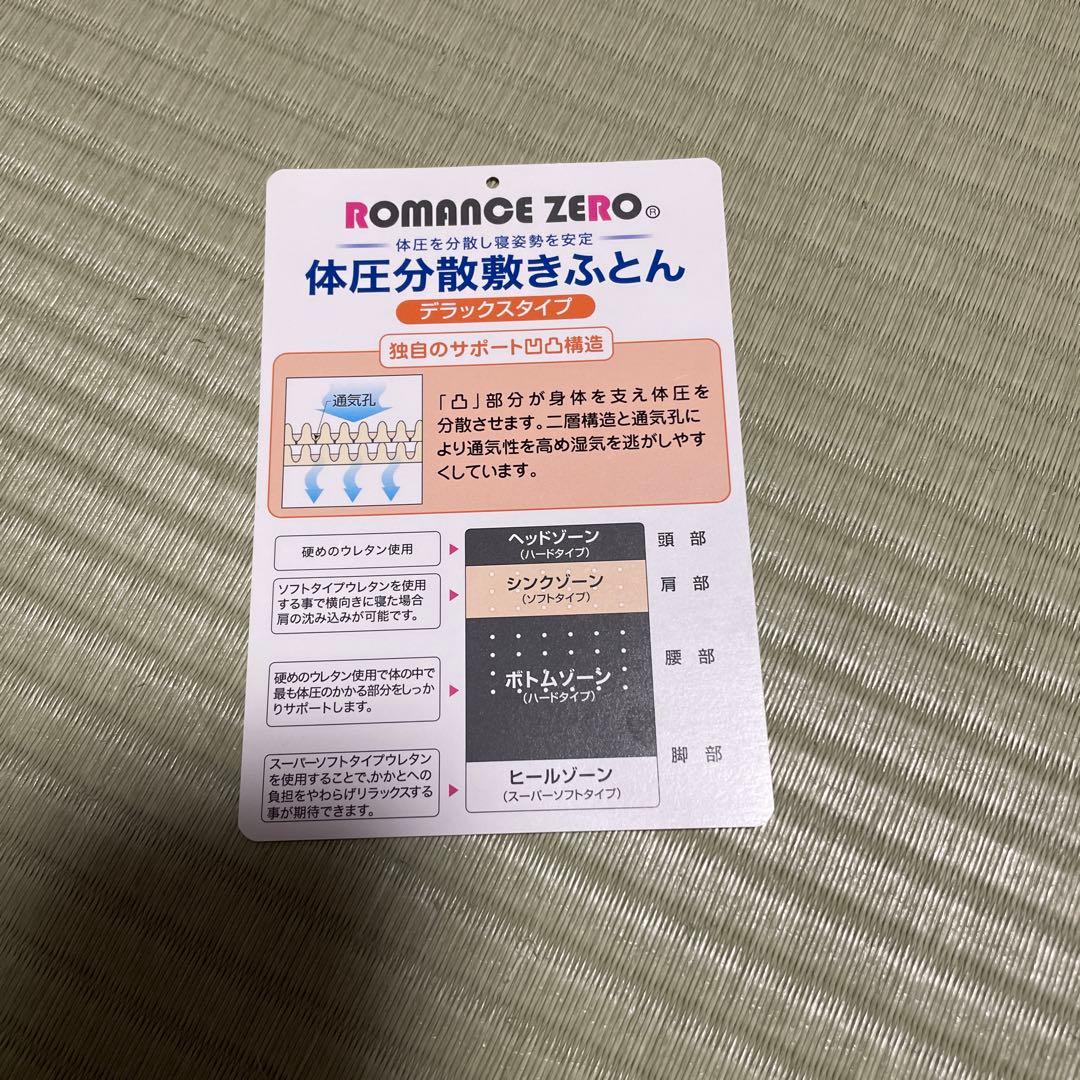 ROMANCE ZERO®
体圧を分散し寝姿勢を安定
体圧分散敷きふとん
デラックスタイプ
独自のサポート凹凸構造
通気孔
「凸」部分が身体を支え体圧を
分散させます。二層構造と通気孔に
より通気性を高め湿気を逃がしやす
くしています。
硬めのウレタン使用
ヘッドゾーン
(ハードタイプ)
頭部
ソフトタイプウレタンを使用
する事で横向きに寝た場合
肩の沈み込みが可能です。
シンクゾーン
(ソフトタイプ)
肩部
硬めのウレタン使用で体の中で
最も体圧のかかる部分をしっか
りサポートします。
ボトムゾーン
(ハードタイプ)
腰部
脚部
スーパーソフトタイプウレタン
を使用することで、かかとへの
負担をやわらげリラックスする
事が期待できます。
ヒールゾーン
(スーパーソフトタイプ)